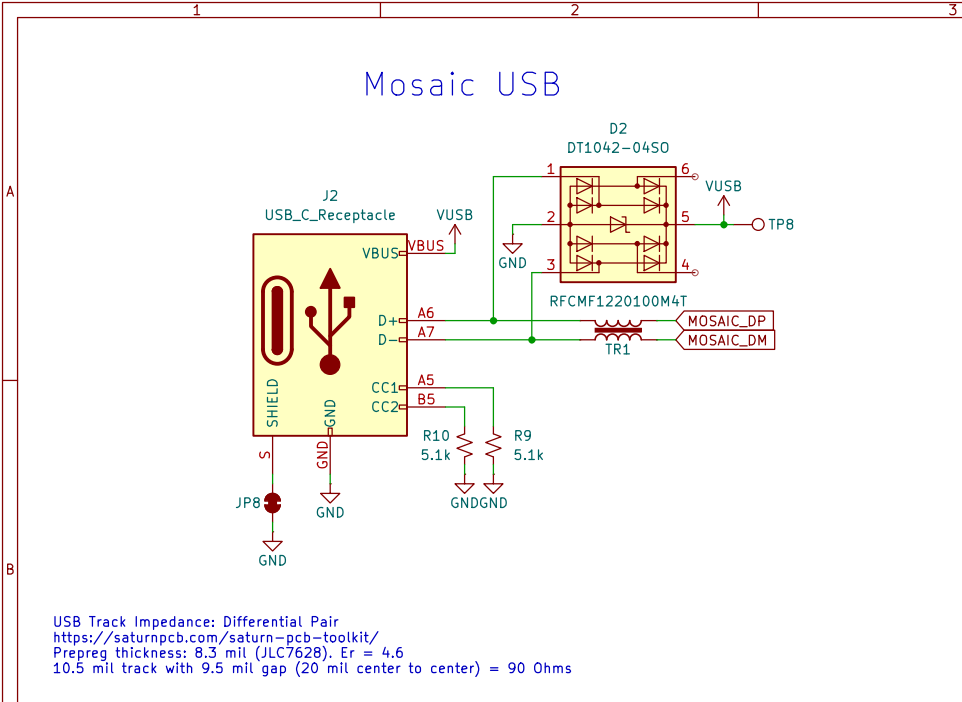 1 2 3
Mosaic USB
D2
DT1042-04SO
1 6
VUSB
2 5 TP8
GND
3 4
A
J2
USB_C_Receptacle
VUSB
VBUS VBUS
RFCMF1220100M4T
D+ A6 MOSAIC_DP
D- A7 MOSAIC_DM
TR1
CC1 A5
CC2 B5
SHIELD GND
R10 R9
5.1k 5.1k
S GND
GND GND
JP8 GND
GND
B
USB Track Impedance: Differential Pair
https://saturnpcb.com/saturn-pcb-toolkit/
Prepreg thickness: 8.3 mil (JLC7628). Er = 4.6
10.5 mil track with 9.5 mil gap (20 mil center to center) = 90 Ohms